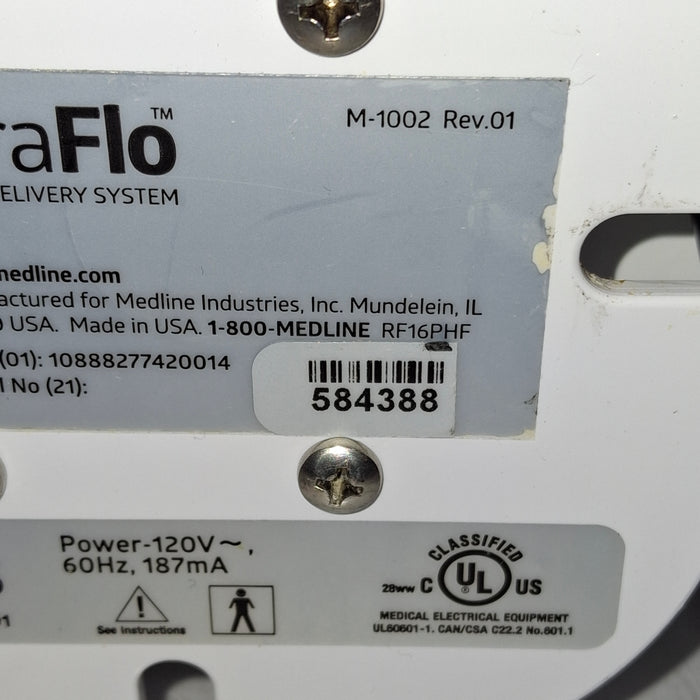 raFlo™
M-1002 Rev.01
ELIVERY SYSTEM
medline.com
actured for Medline Industries, Inc. Mundelein, IL
USA. Made in USA. 1-800-MEDLINE RF16PHF
(01): 10888277420014
l No (21):
584388
Power-120V~,
60Hz, 187mA
See Instructions
CLASSIFIED
28WW C UL® US
MEDICAL ELECTRICAL EQUIPMENT
UL60601-1. CAN/CSA C22.2 No.601.1